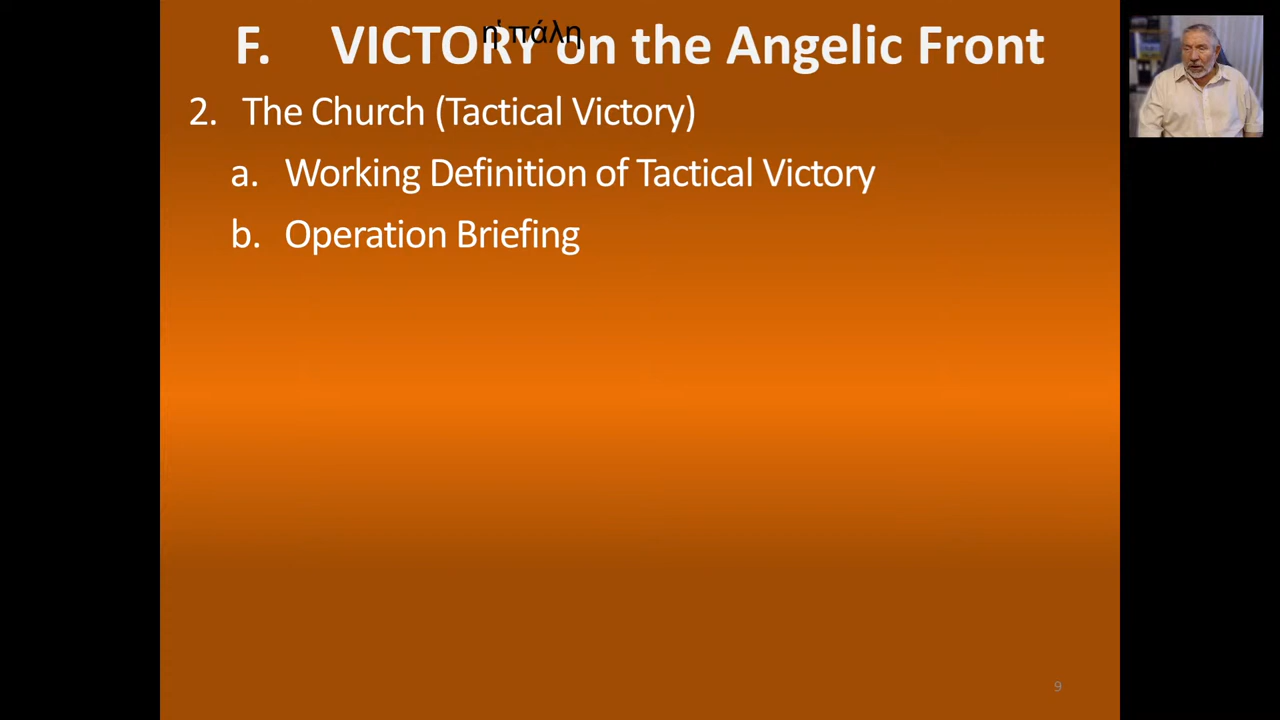 ἡ πάλη
F. VICTORY on the Angelic Front
2. The Church (Tactical Victory)
a. Working Definition of Tactical Victory
b. Operation Briefing
9